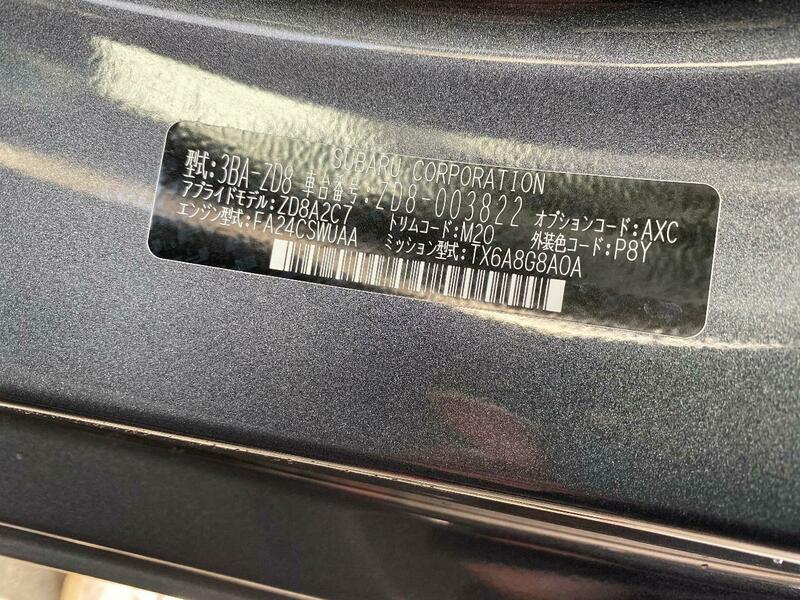 SUBARU CORPORATION
型式:3BA-ZD8 車台番号:ZD8-003822
アプライドモデル:ZD8A2C7 トリムコード:M20 オプションコード:AXC
エンジン型式:FA24CSWUAA ミッション型式:TX6A8G8A0A 外装色コード:P8Y